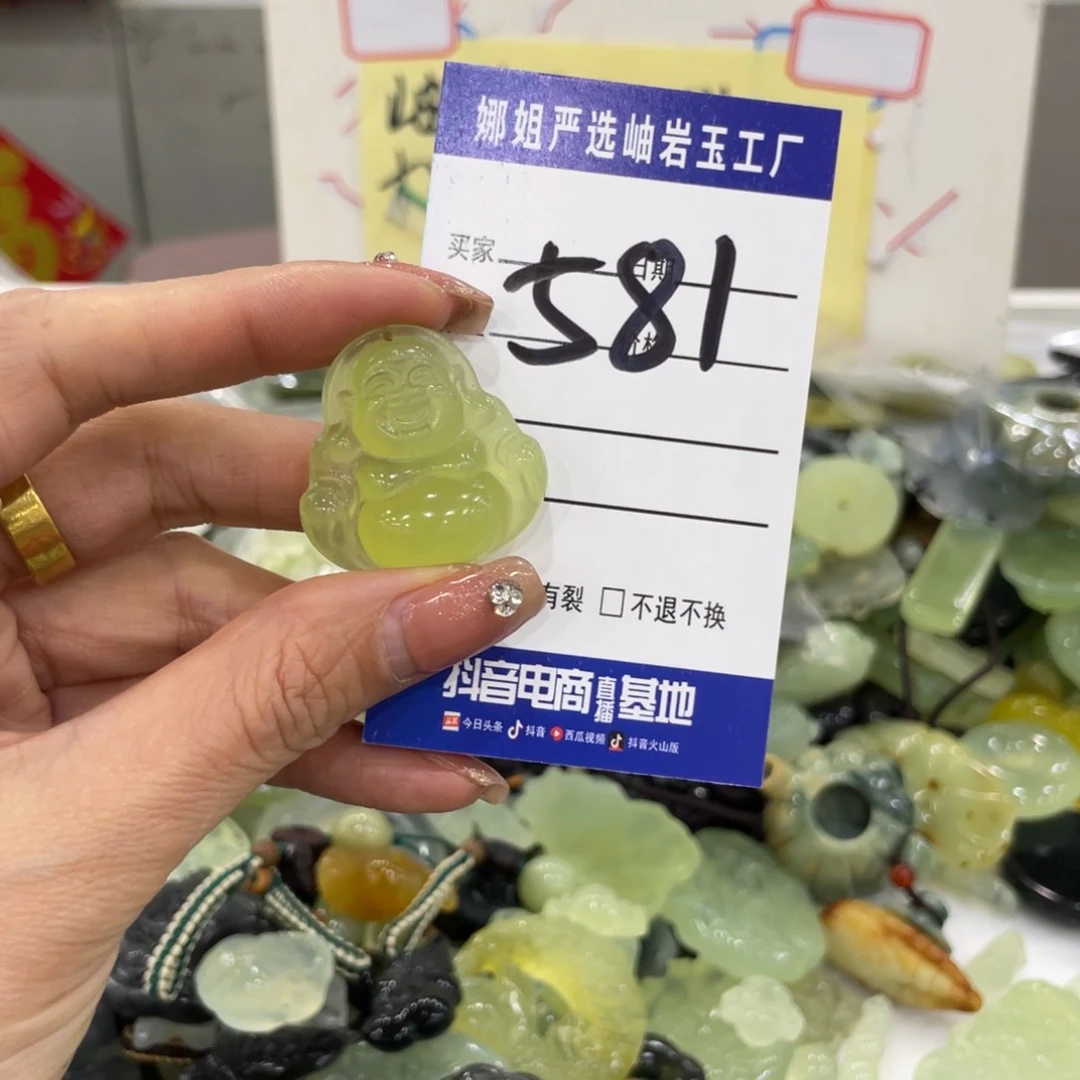 娜姐严选岫岩玉工厂
买家
日期
581
有裂 □不退不换
抖音电商直播基地
今日头条 抖音 西瓜视频 抖音火山版